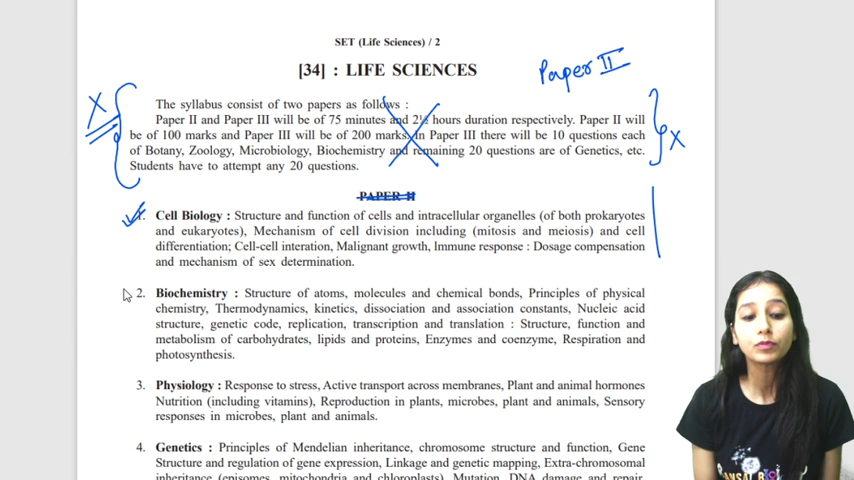 SET (Life Sciences) / 2
[34] : LIFE SCIENCES
Paper II
X
The syllabus consist of two papers as follows :
Paper II and Paper III will be of 75 minutes and 2½ hours duration respectively. Paper II will
be of 100 marks and Paper III will be of 200 marks. In Paper III there will be 10 questions each
of Botany, Zoology, Microbiology, Biochemistry and remaining 20 questions are of Genetics, etc.
X
Students have to attempt any 20 questions.
PAPER II
1. Cell Biology : Structure and function of cells and intracellular organelles (of both prokaryotes
and eukaryotes), Mechanism of cell division including (mitosis and meiosis) and cell
differentiation; Cell-cell interation, Malignant growth, Immune response : Dosage compensation
and mechanism of sex determination.
2. Biochemistry : Structure of atoms, molecules and chemical bonds, Principles of physical
chemistry, Thermodynamics, kinetics, dissociation and association constants, Nucleic acid
structure, genetic code, replication, transcription and translation : Structure, function and
metabolism of carbohydrates, lipids and proteins, Enzymes and coenzyme, Respiration and
photosynthesis.
3. Physiology : Response to stress, Active transport across membranes, Plant and animal hormones
Nutrition (including vitamins), Reproduction in plants, microbes, plant and animals, Sensory
responses in microbes, plant and animals.
4. Genetics : Principles of Mendelian inheritance, chromosome structure and function, Gene
Structure and regulation of gene expression, Linkage and genetic mapping, Extra-chromosomal
inheritance (episomes, mitochondria and chloroplasts), Mutation, DNA damage and repair,